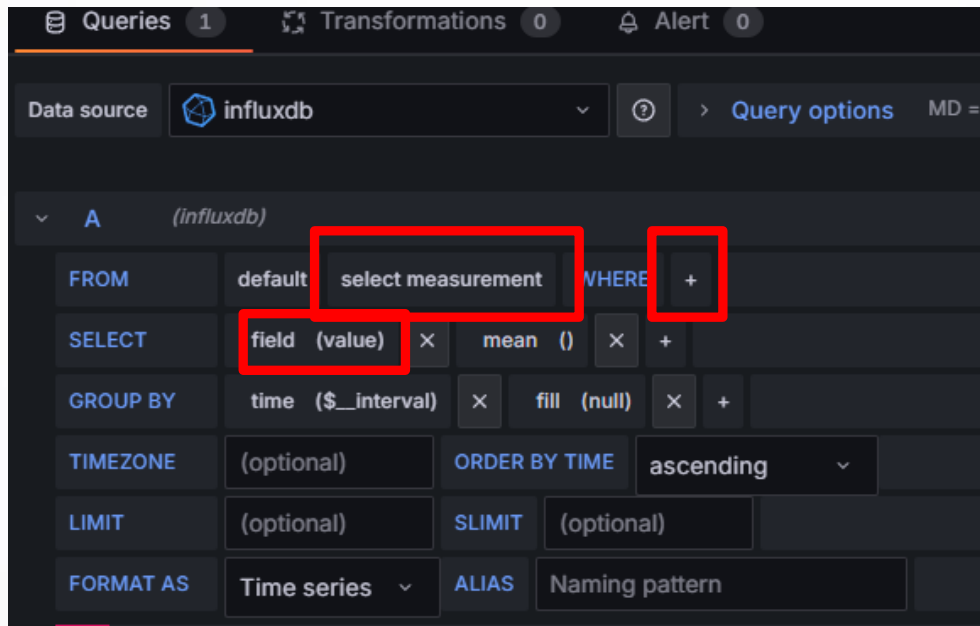 Queries 1 Transformations 0 Alert 0
Data source influxdb Query options MD =
A (influxdb)
FROM default select measurement WHERE +
SELECT field (value) × mean () × +
GROUP BY time ($__interval) × fill (null) × +
TIMEZONE (optional) ORDER BY TIME ascending
LIMIT (optional) SLIMIT (optional)
FORMAT AS Time series ALIAS Naming pattern